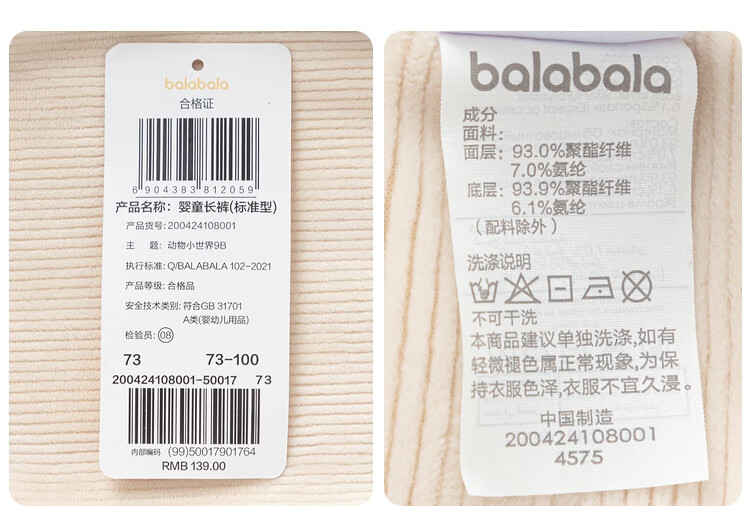 balabala
合格证
6 904383 812059
产品名称：婴童长裤(标准型)
产品货号: 200424108001
主 题: 动物小世界9B
执行标准: Q/BALABALA 102-2021
产品等级: 合格品
安全技术类别: 符合GB 31701
A类(婴幼儿用品)
检验员: 08
73 73-100
200424108001-50017 73
内部编码 (99)50017901764
RMB 139.00
balabala
成分
面料:
面层: 93.0%聚酯纤维
7.0%氨纶
底层: 93.9%聚酯纤维
6.1%氨纶
（配料除外）
洗涤说明
不可干洗
本商品建议单独洗涤,如有
轻微褪色属正常现象,为保
持衣服色泽,衣服不宜久浸。
中国制造
200424108001
4575